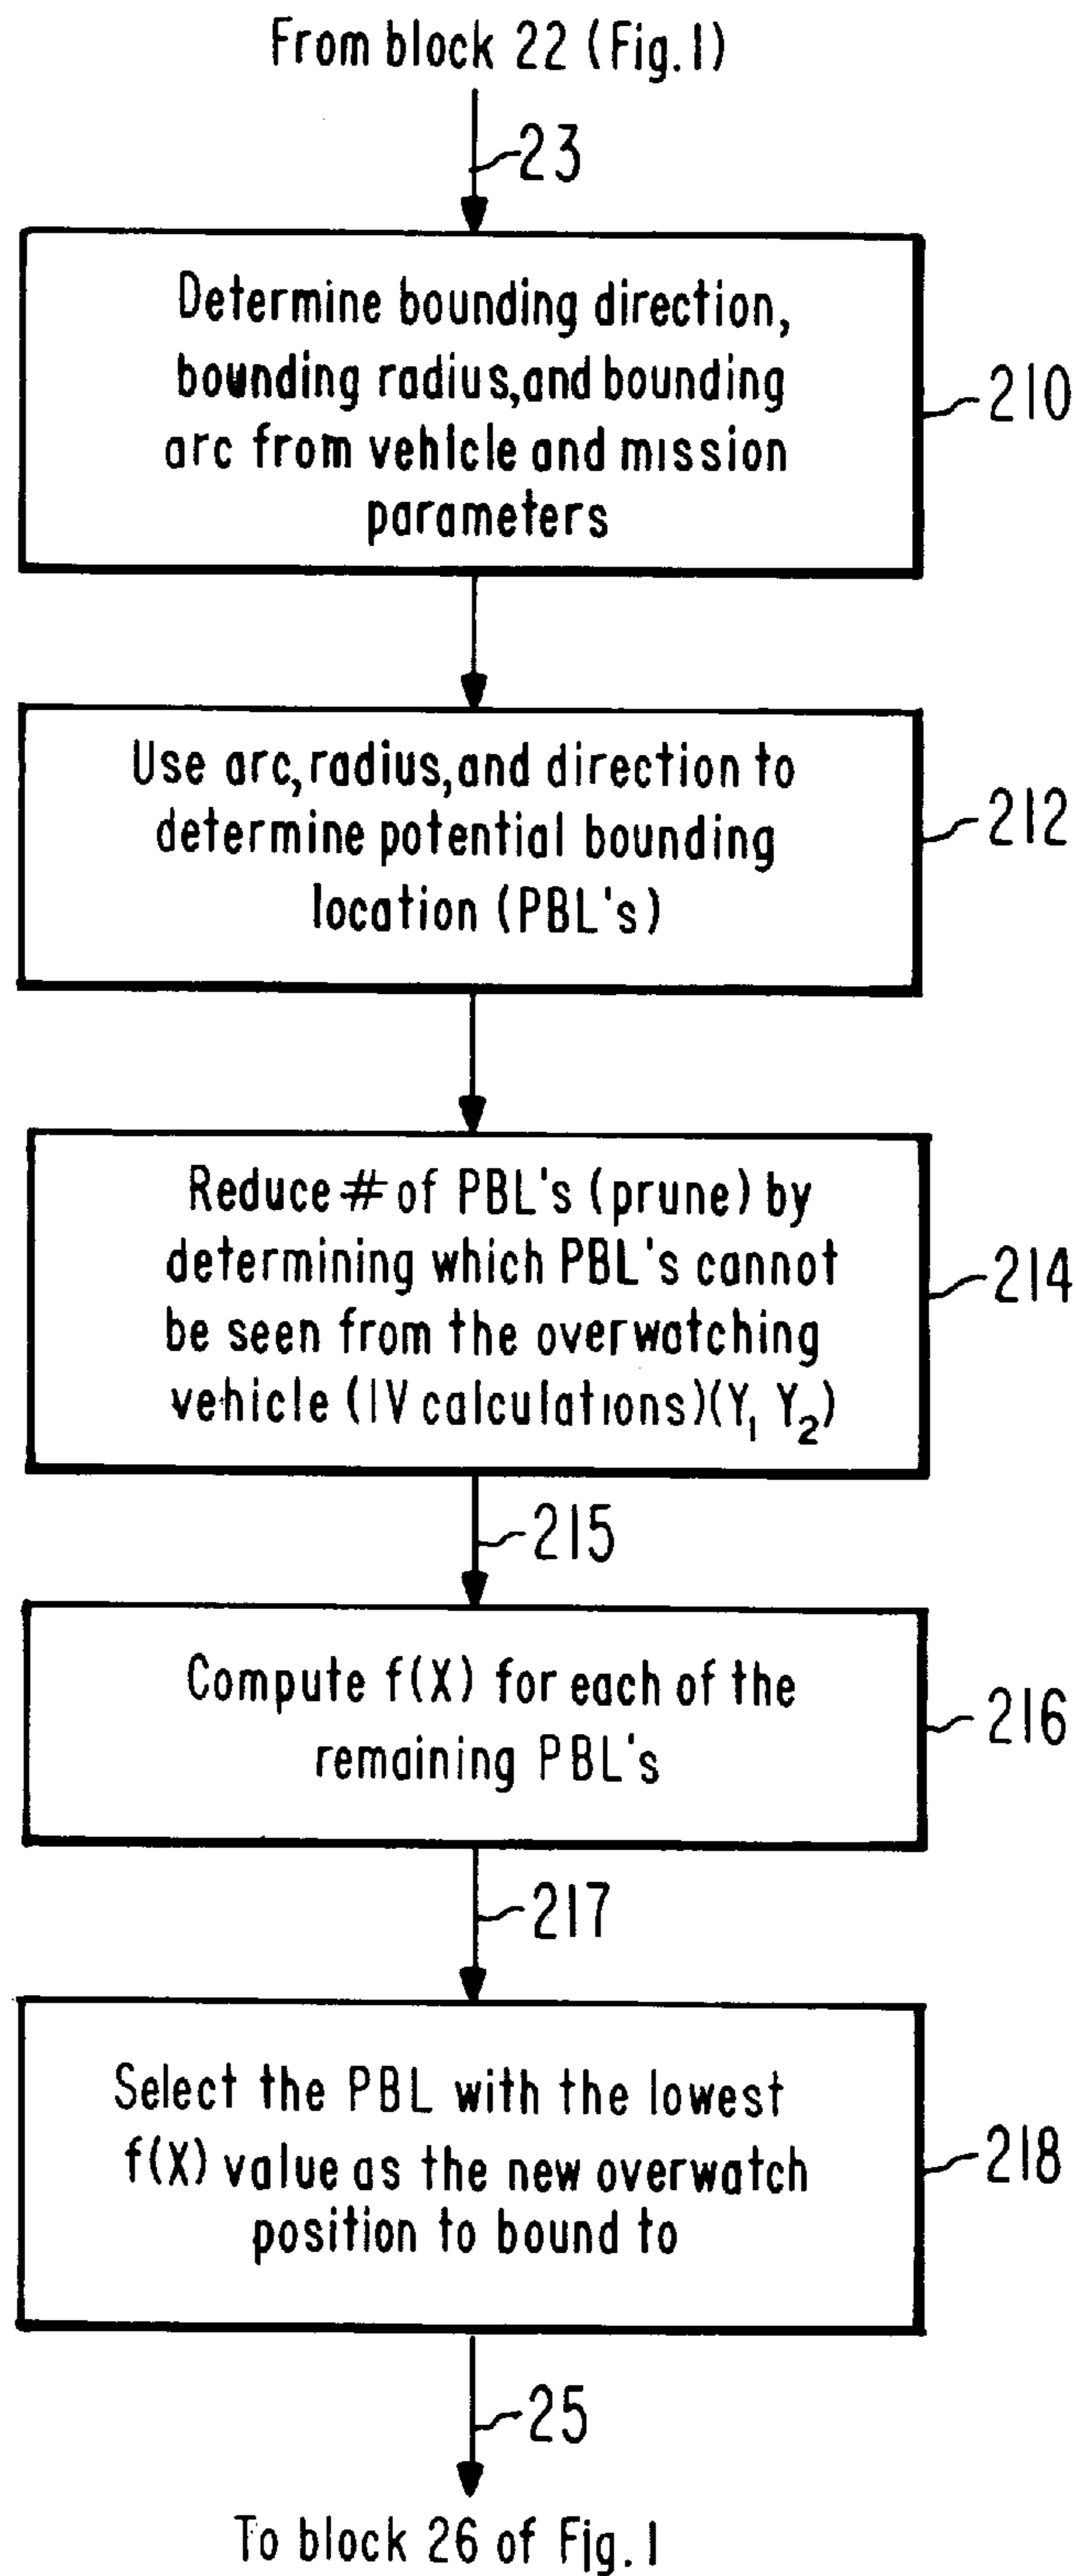 From block 22 (Fig. 1)
23
Determine bounding direction,
bounding radius, and bounding
arc from vehicle and mission
parameters
210
Use arc, radius, and direction to
determine potential bounding
location (PBL's)
212
Reduce # of PBL's (prune) by
determining which PBL's cannot
be seen from the overwatching
vehicle (IV calculations)(Y₁ Y₂)
214
215
Compute f(X) for each of the
remaining PBL's
216
217
Select the PBL with the lowest
f(X) value as the new overwatch
position to bound to
218
25
To block 26 of Fig. 1